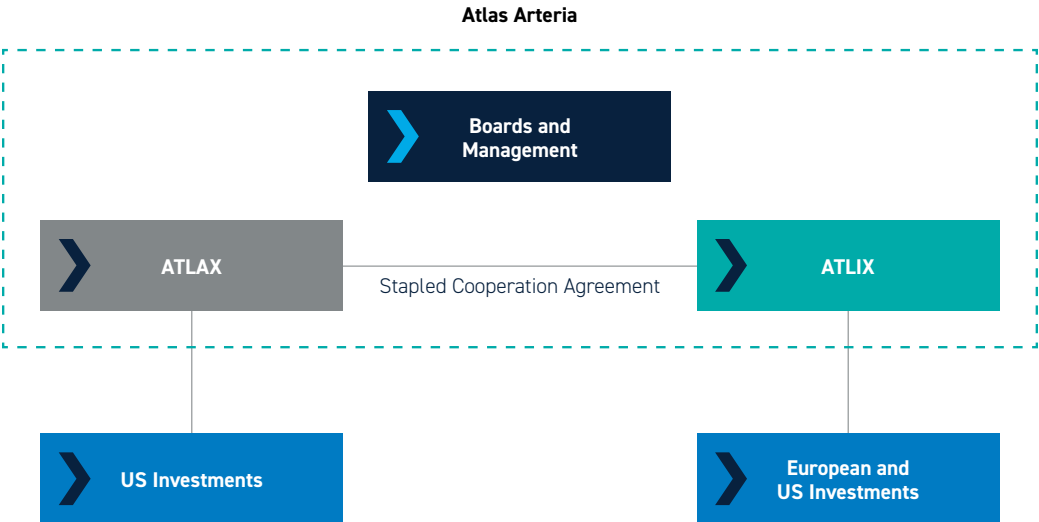 Atlas Arteria
Boards and
Management
ATLAX
Stapled Cooperation Agreement
ATLIX
US Investments
European and
US Investments